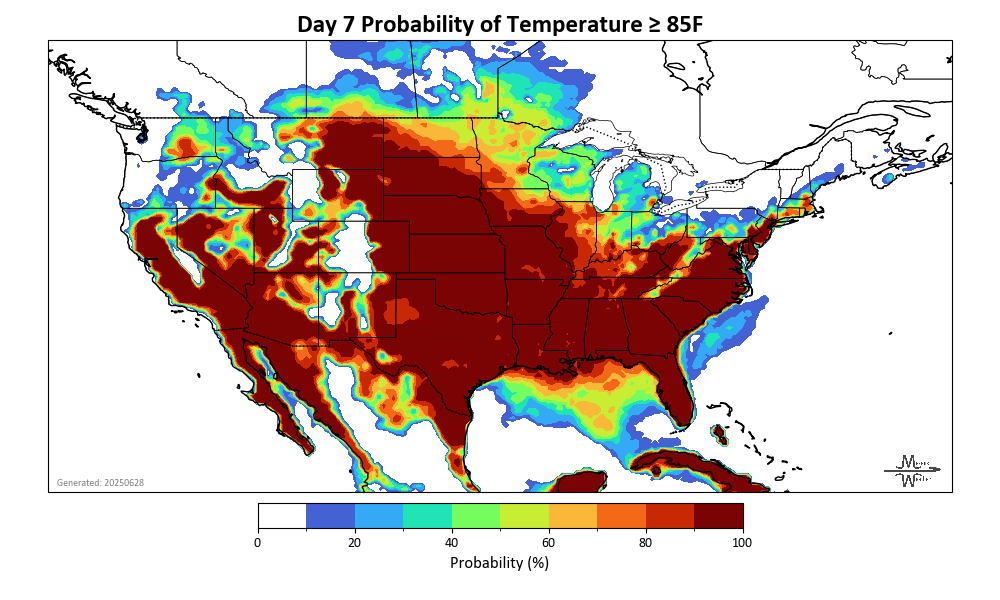 Day 7 Probability of Temperature ≥ 85F
Generated: 20250628
0 20 40 60 80 100
Probability (%)